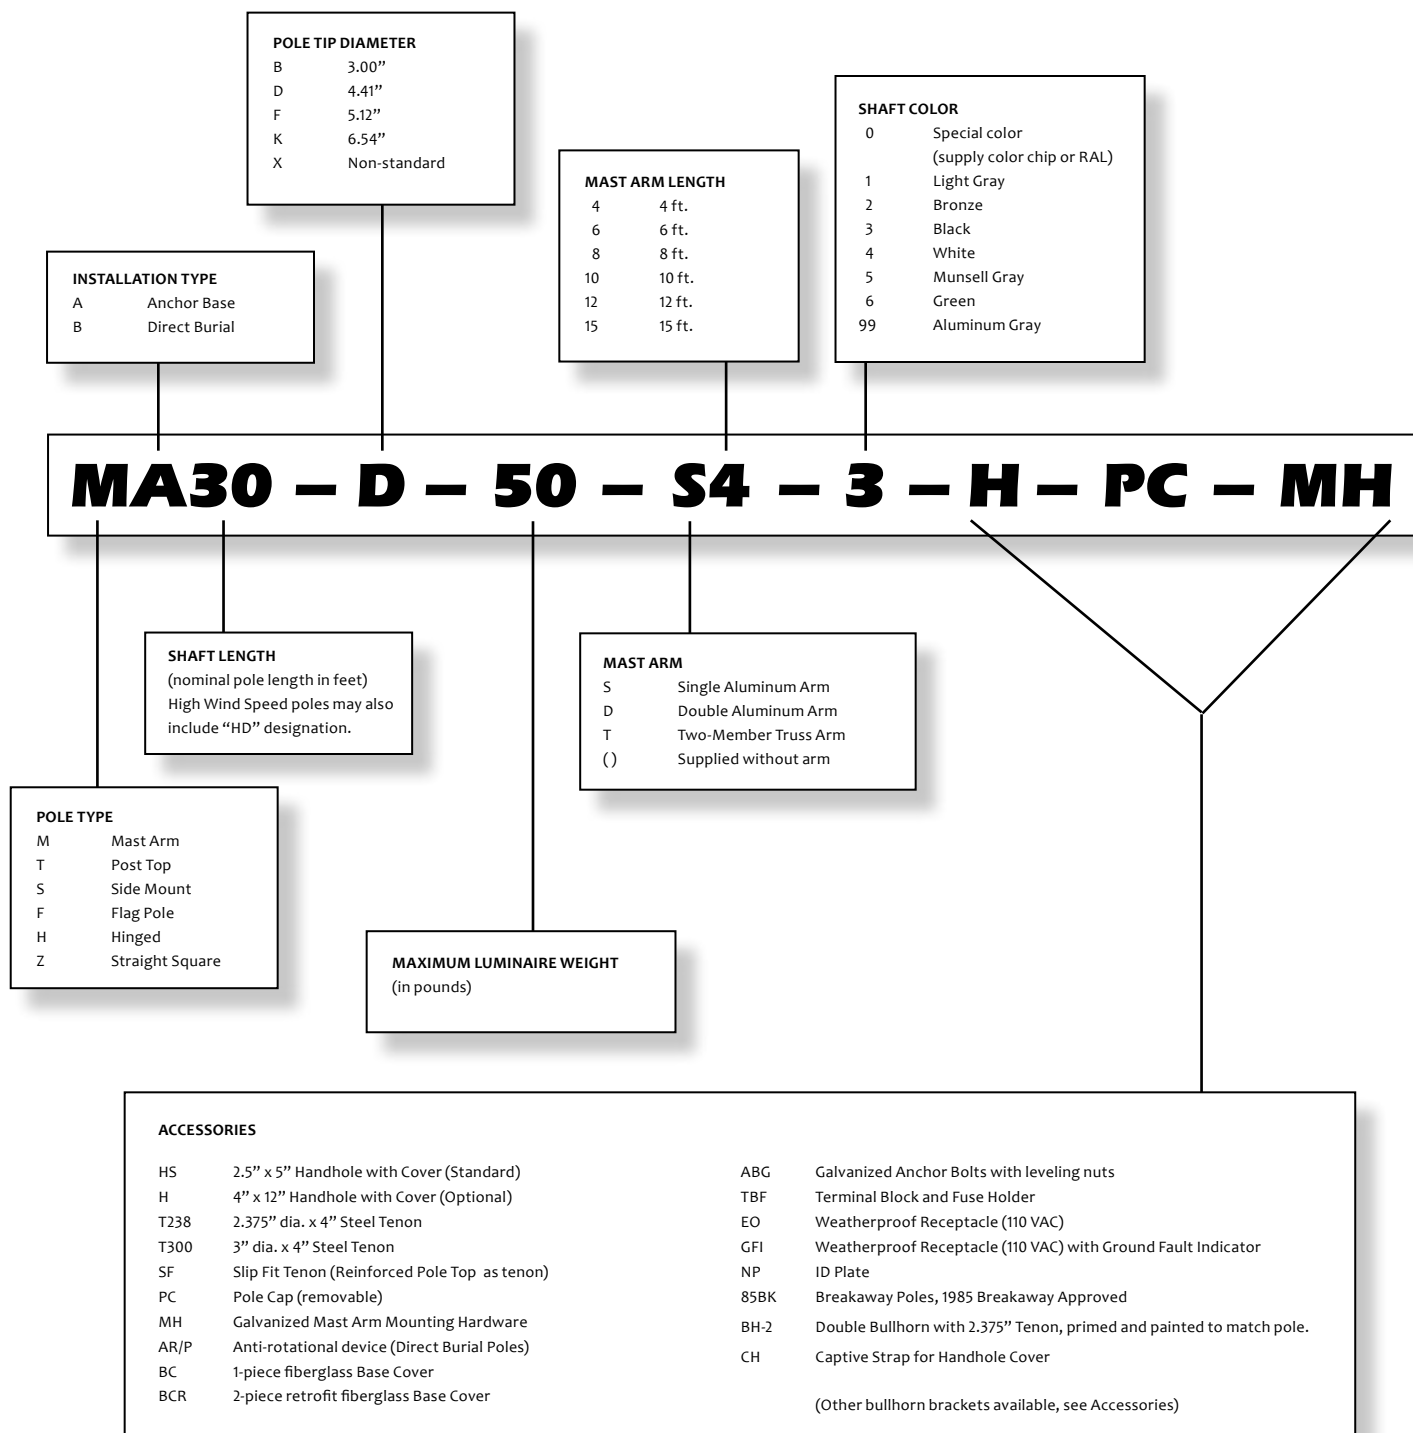 POLE TIP DIAMETER
B 3.00”
D 4.41”
F 5.12”
K 6.54”
X Non-standard
SHAFT COLOR
0 Special color
(supply color chip or RAL)
1 Light Gray
2 Bronze
3 Black
4 White
5 Munsell Gray
6 Green
99 Aluminum Gray
MAST ARM LENGTH
4 4 ft.
6 6 ft.
8 8 ft.
10 10 ft.
12 12 ft.
15 15 ft.
INSTALLATION TYPE
A Anchor Base
B Direct Burial
MA30 – D – 50 – S4 – 3 – H – PC – MH
SHAFT LENGTH
(nominal pole length in feet)
High Wind Speed poles may also
include “HD” designation.
MAST ARM
S Single Aluminum Arm
D Double Aluminum Arm
T Two-Member Truss Arm
( ) Supplied without arm
POLE TYPE
M Mast Arm
T Post Top
S Side Mount
F Flag Pole
H Hinged
Z Straight Square
MAXIMUM LUMINAIRE WEIGHT
(in pounds)
ACCESSORIES
HS 2.5” x 5” Handhole with Cover (Standard)
H 4” x 12” Handhole with Cover (Optional)
T238 2.375” dia. x 4” Steel Tenon
T300 3” dia. x 4” Steel Tenon
SF Slip Fit Tenon (Reinforced Pole Top as tenon)
PC Pole Cap (removable)
MH Galvanized Mast Arm Mounting Hardware
AR/P Anti-rotational device (Direct Burial Poles)
BC 1-piece fiberglass Base Cover
BCR 2-piece retrofit fiberglass Base Cover
ABG Galvanized Anchor Bolts with leveling nuts
TBF Terminal Block and Fuse Holder
EO Weatherproof Receptacle (110 VAC)
GFI Weatherproof Receptacle (110 VAC) with Ground Fault Indicator
NP ID Plate
85BK Breakaway Poles, 1985 Breakaway Approved
BH-2 Double Bullhorn with 2.375” Tenon, primed and painted to match pole.
CH Captive Strap for Handhole Cover
(Other bullhorn brackets available, see Accessories)